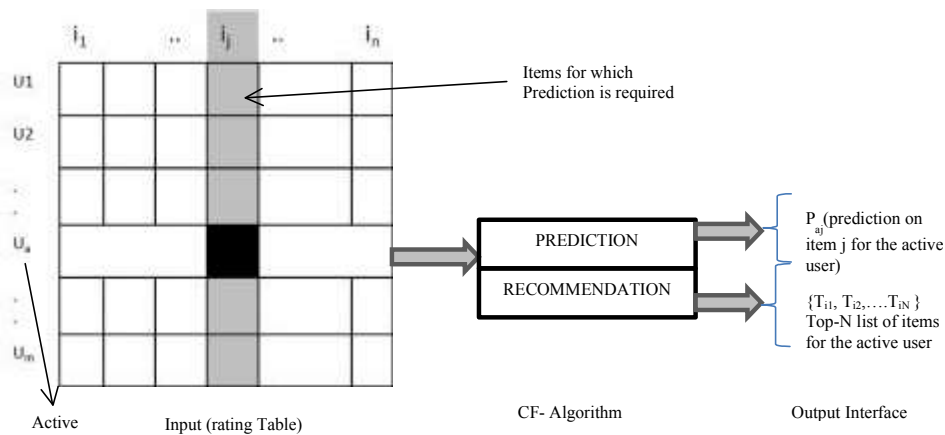 i1 .. ij .. in
U1
U2
.
.
Ua
.
.
Um
Items for which
Prediction is required
PREDICTION
RECOMMENDATION
Paj(prediction on
item j for the active
user)
{Ti1, Ti2,….TiN }
Top-N list of items
for the active user
Active
Input (rating Table)
CF- Algorithm
Output Interface